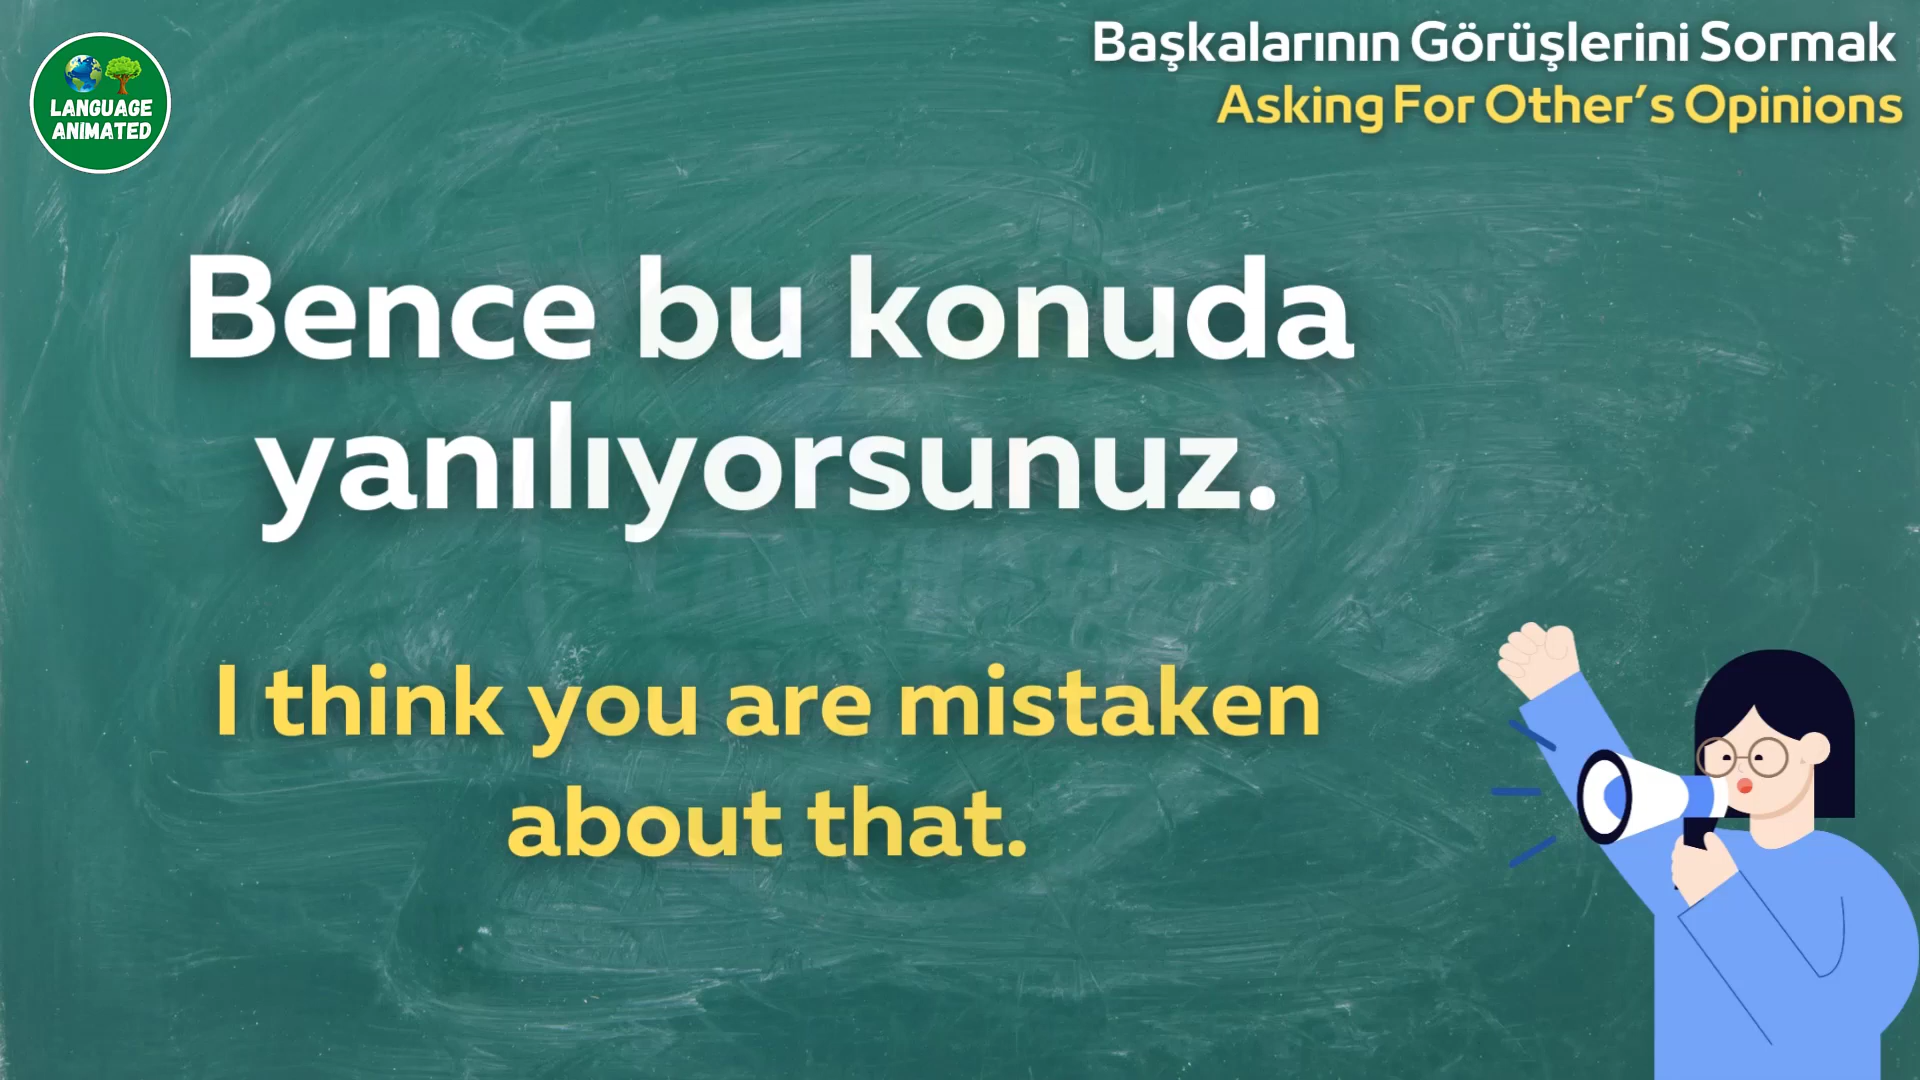 LANGUAGE
ANIMATED
Başkalarının Görüşlerini Sormak
Asking For Other’s Opinions
Bence bu konuda
yanılıyorsunuz.
I think you are mistaken
about that.